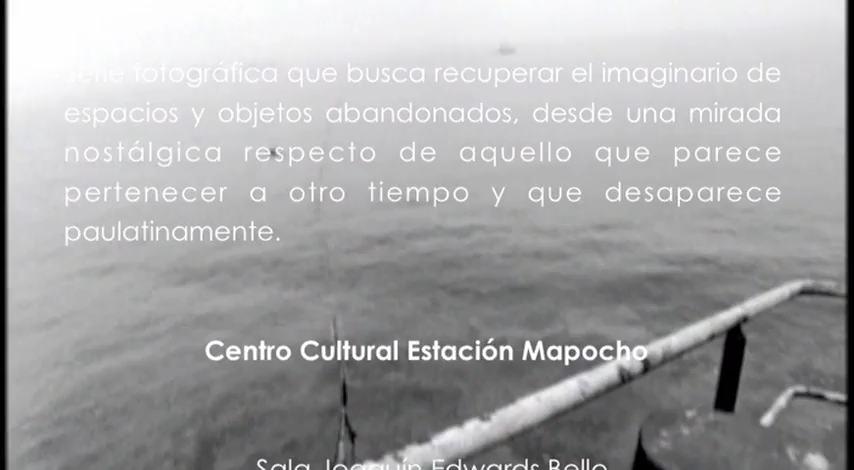 Serie fotográfica que busca recuperar el imaginario de
espacios y objetos abandonados, desde una mirada
nostálgica respecto de aquello que parece
pertenecer a otro tiempo y que desaparece
paulatinamente.
Centro Cultural Estación Mapocho
Sala Joaquín Edwards Bello